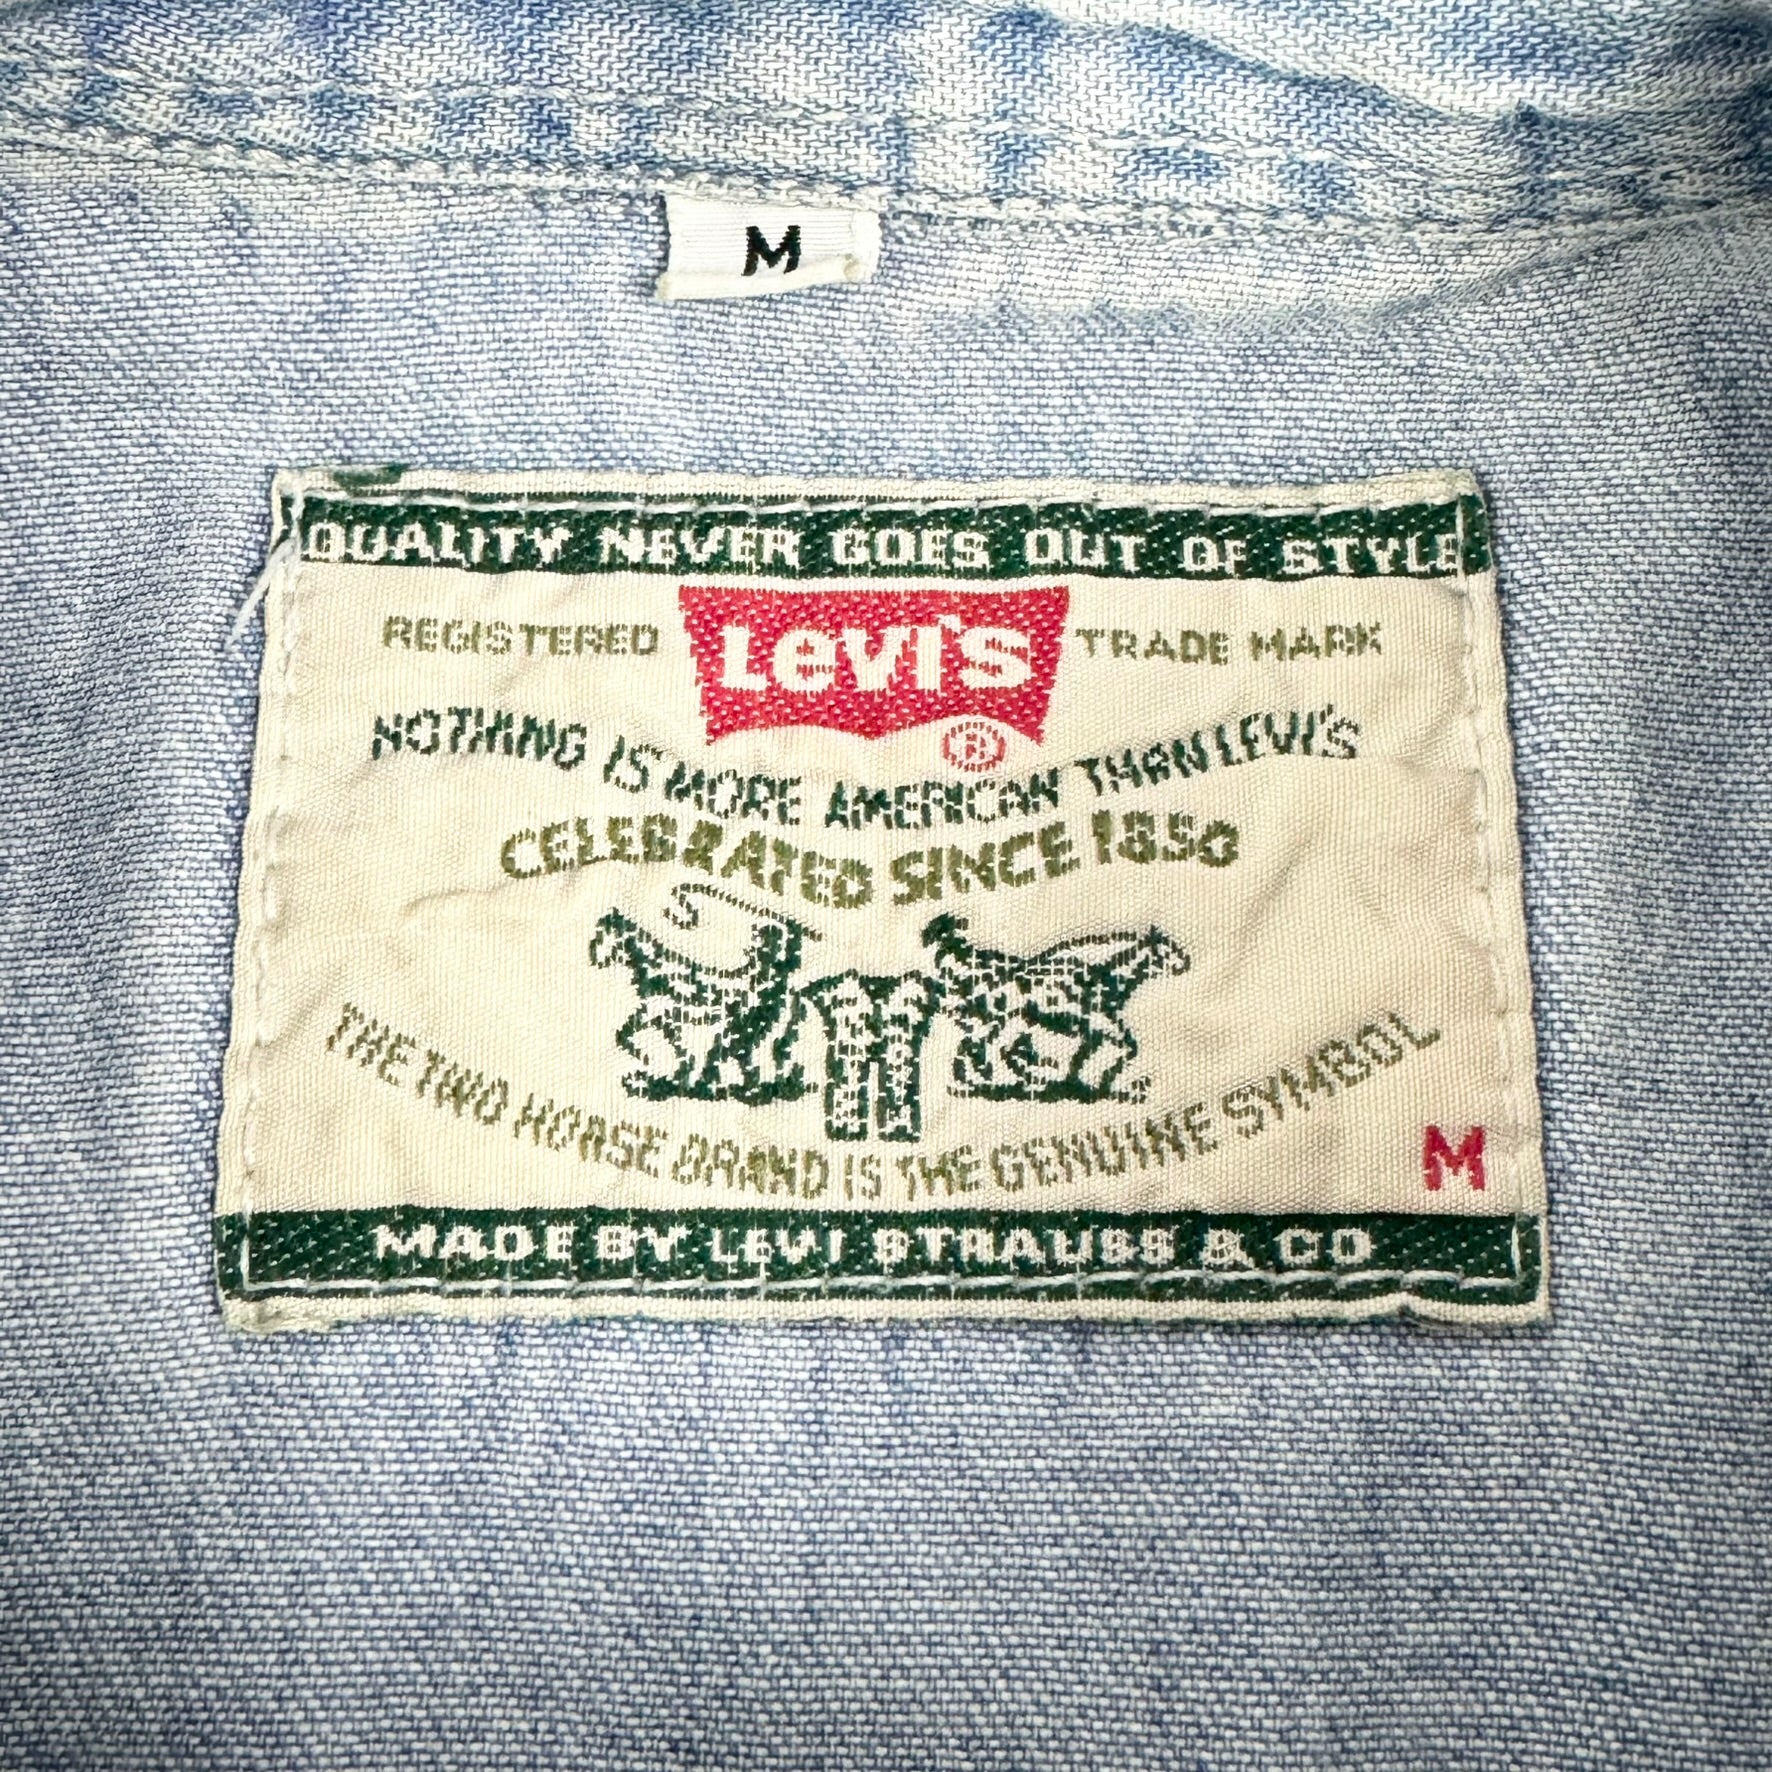 M
QUALITY NEVER GOES OUT OF STYLE
REGISTERED Levi's TRADE MARK
®
NOTHING IS MORE AMERICAN THAN LEVI'S
CELEBRATED SINCE 1850
THE TWO HORSE BRAND IS THE GENUINE SYMBOL
M
MADE BY LEVI STRAUSS & CO